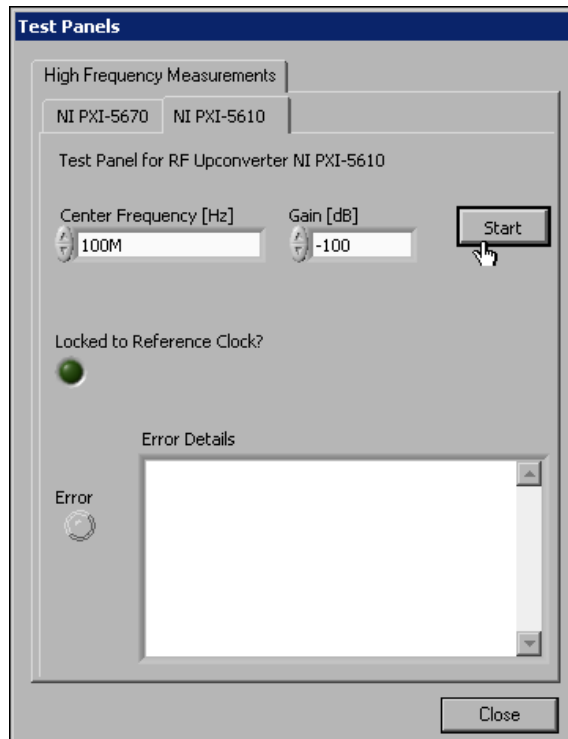 Test Panels
High Frequency Measurements
NI PXI-5670 NI PXI-5610
Test Panel for RF Upconverter NI PXI-5610
Center Frequency [Hz] Gain [dB]
100M -100 Start
Locked to Reference Clock?
Error Details
Error
Close